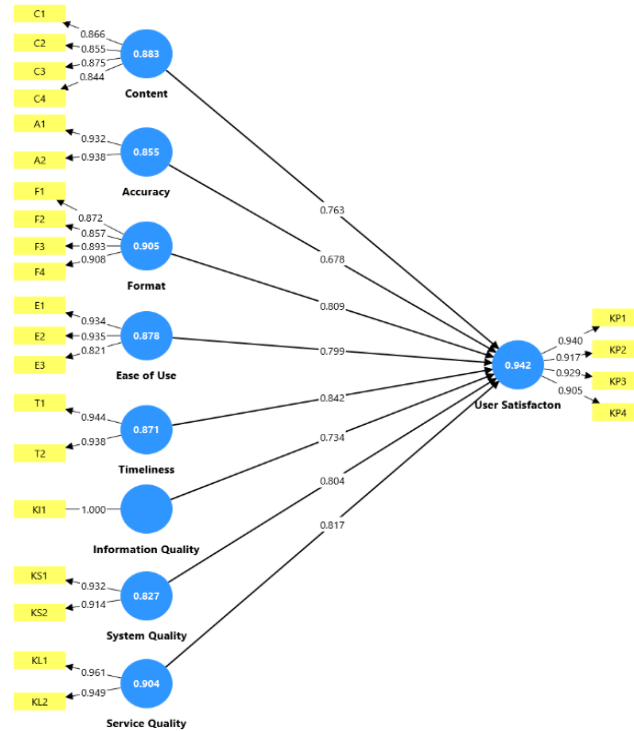 C1
C2
C3
C4
0.866
0.855
0.875
0.844
0.883
Content
A1
A2
0.932
0.938
0.855
Accuracy
F1
F2
F3
F4
0.872
0.857
0.893
0.908
0.905
Format
E1
E2
E3
0.934
0.935
0.821
0.878
Ease of Use
T1
T2
0.944
0.938
0.871
Timeliness
KI1
1.000
Information Quality
KS1
KS2
0.932
0.914
0.827
System Quality
KL1
KL2
0.961
0.949
0.904
Service Quality
0.763
0.678
0.809
0.799
0.842
0.734
0.804
0.817
0.942
User Satisfacton
0.940
0.917
0.929
0.905
KP1
KP2
KP3
KP4